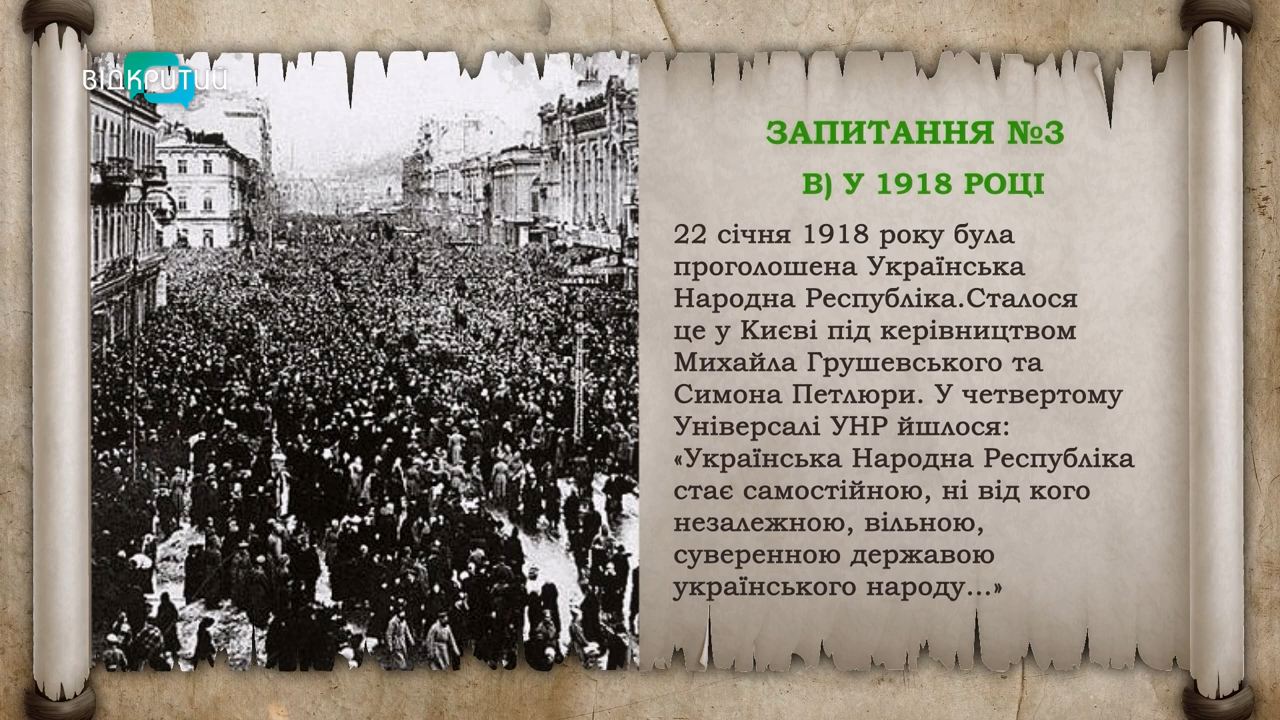 ВІДКРИТИЙ
ЗАПИТАННЯ №3
В) У 1918 РОЦІ
22 січня 1918 року була
проголошена Українська
Народна Республіка.Сталося
це у Києві під керівництвом
Михайла Грушевського та
Симона Петлюри. У четвертому
Універсалі УНР йшлося:
«Українська Народна Республіка
стає самостійною, ні від кого
незалежною, вільною,
суверенною державою
українського народу...»